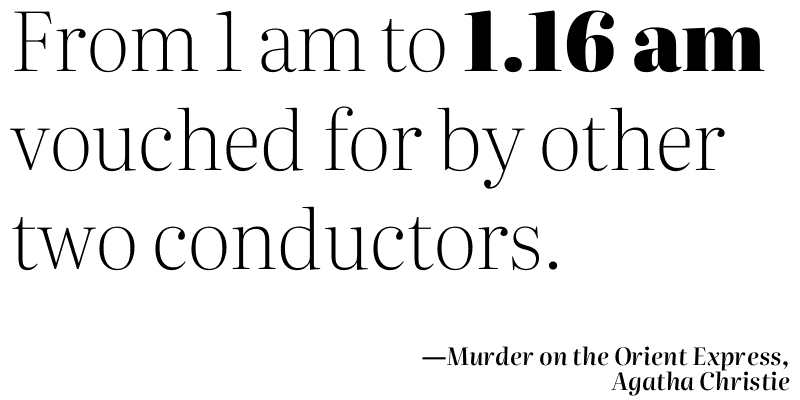 From 1 am to 1.16 am
vouched for by other
two conductors.
—Murder on the Orient Express,
Agatha Christie